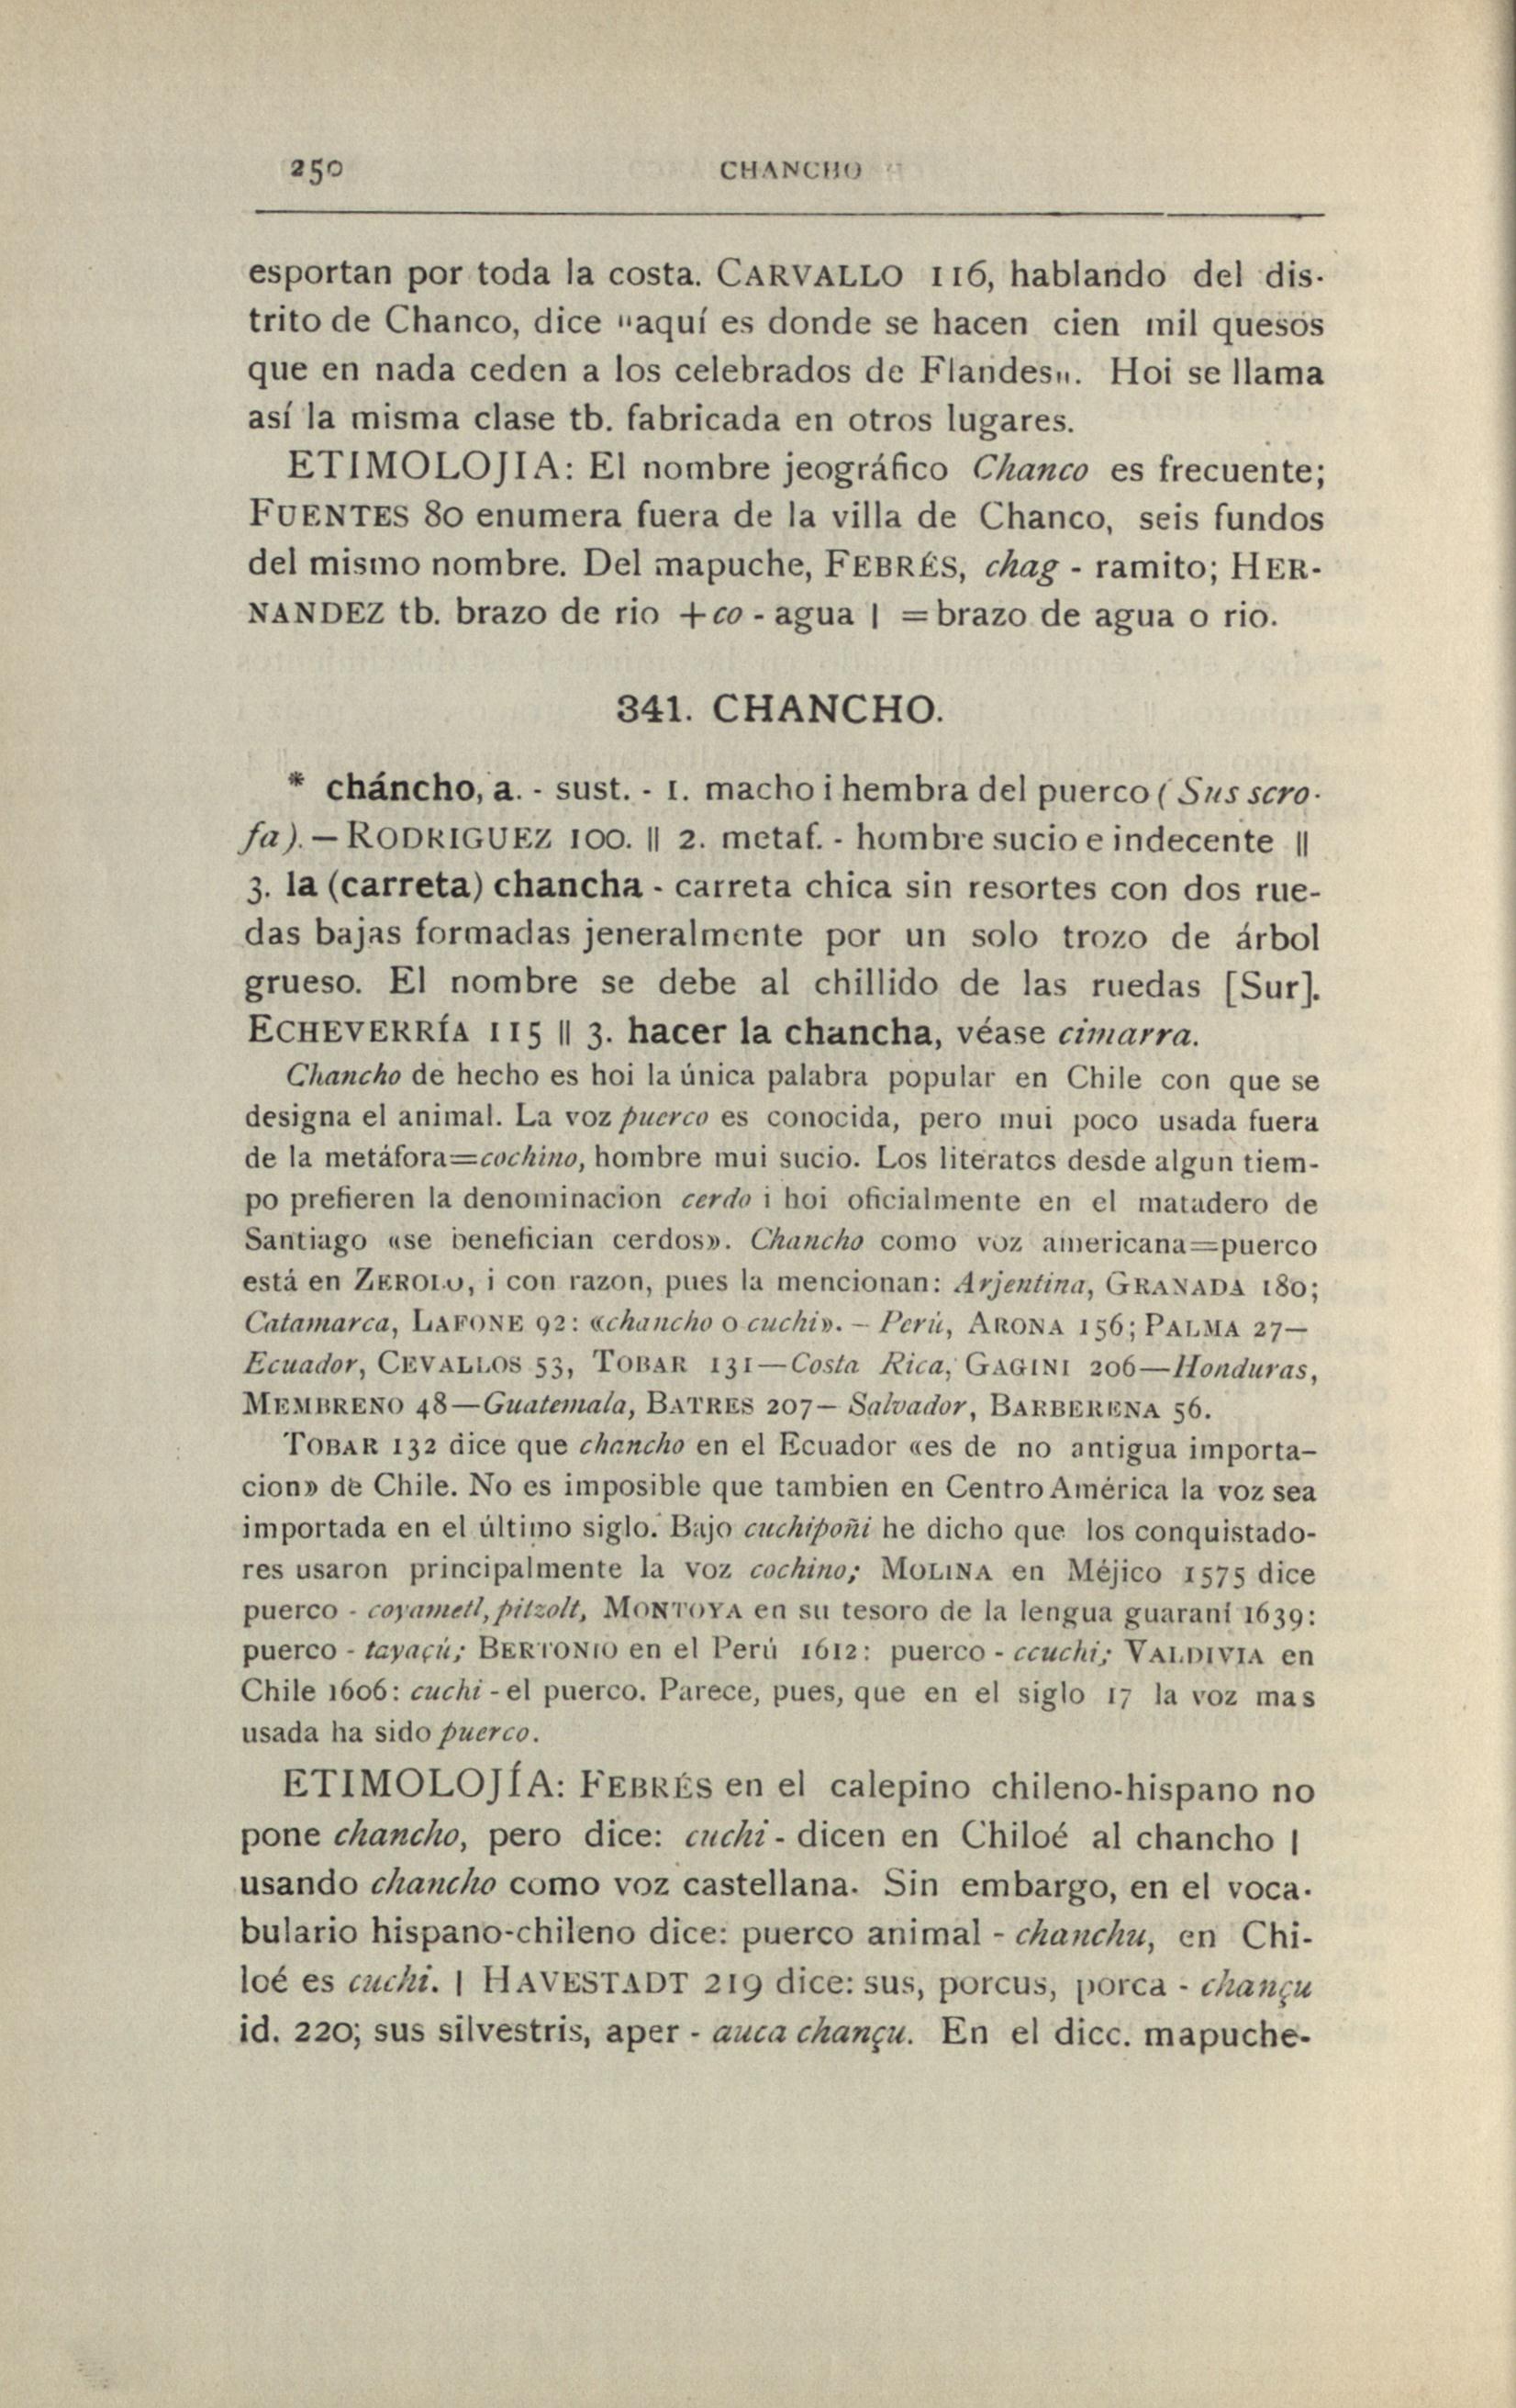 250
CHANCHO
esportan por toda la costa. CARVALLO 116, hablando del dis-
trito de Chanco, dice "aquí es donde se hacen cien mil quesos
que en nada ceden a los celebrados de Flandes". Hoi se llama
así la misma clase tb. fabricada en otros lugares.
ETIMOLOJIA: El nombre jeográfico Chanco es frecuente;
FUENTES 80 enumera fuera de la villa de Chanco, seis fundos
del mismo nombre. Del mapuche, FEBRÉS, chag - ramito; HER-
NANDEZ tb. brazo de rio + co - agua | = brazo de agua o rio.
341. CHANCHO.
* cháncho, a. - sust. - 1. macho i hembra del puerco (Sus scro-
fa). — RODRIGUEZ 100. || 2. metaf. - hombre sucio e indecente ||
3. la (carreta) chancha - carreta chica sin resortes con dos rue-
das bajas formadas jeneralmente por un solo trozo de árbol
grueso. El nombre se debe al chillido de las ruedas [Sur].
ECHEVERRÍA 115 || 3. hacer la chancha, véase cimarra.
Chancho de hecho es hoi la única palabra popular en Chile con que se
designa el animal. La voz puerco es conocida, pero mui poco usada fuera
de la metáfora=cochino, hombre mui sucio. Los literatos desde algun tiem-
po prefieren la denominacion cerdo i hoi oficialmente en el matadero de
Santiago «se benefician cerdos». Chancho como voz americana=puerco
está en ZEROLO, i con razon, pues la mencionan: Arjentina, GRANADA 180;
Catamarca, LAFONE 92: «chancho o cuchi». – Perú, ARONA 156; PALMA 27—
Ecuador, CEVALLOS 53, TOBAR 131—Costa Rica, GAGINI 206—Honduras,
MEMBRENO 48—Guatemala, BATRES 207— Salvador, BARBERENA 56.
TOBAR 132 dice que chancho en el Ecuador «es de no antigua importa-
cion» de Chile. No es imposible que tambien en Centro América la voz sea
importada en el último siglo. Bajo cuchipoñi he dicho que los conquistado-
res usaron principalmente la voz cochino; MOLINA en Méjico 1575 dice
puerco - coyametl, pitzolt, MONTOYA en su tesoro de la lengua guaraní 1639:
puerco - tayaçú; BERTONIO en el Perú 1612: puerco - ccuchi; VALDIVIA en
Chile 1606: cuchi - el puerco. Parece, pues, que en el siglo 17 la voz mas
usada ha sido puerco.
ETIMOLOJÍA: FEBRÉS en el calepino chileno-hispano no
pone chancho, pero dice: cuchi - dicen en Chiloé al chancho |
usando chancho como voz castellana. Sin embargo, en el voca-
bulario hispano-chileno dice: puerco animal - chanchu, en Chi-
loé es cuchi. | HAVESTADT 219 dice: sus, porcus, porca - chançu
id. 220; sus silvestris, aper - auca chançu. En el dicc. mapuche-